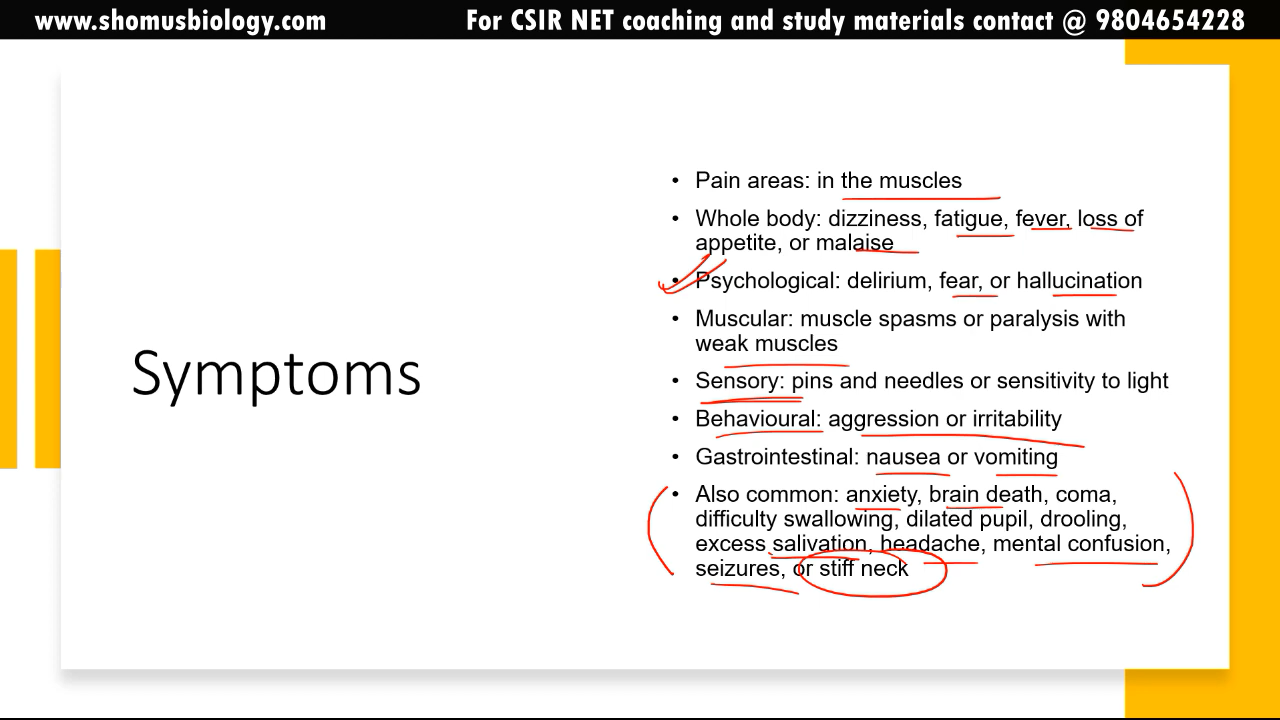 www.shomusbiology.com
For CSIR NET coaching and study materials contact @ 9804654228
Symptoms
• Pain areas: in the muscles
• Whole body: dizziness, fatigue, fever, loss of
appetite, or malaise
• Psychological: delirium, fear, or hallucination
• Muscular: muscle spasms or paralysis with
weak muscles
• Sensory: pins and needles or sensitivity to light
• Behavioural: aggression or irritability
• Gastrointestinal: nausea or vomiting
• Also common: anxiety, brain death, coma,
difficulty swallowing, dilated pupil, drooling,
excess salivation, headache, mental confusion,
seizures, or stiff neck